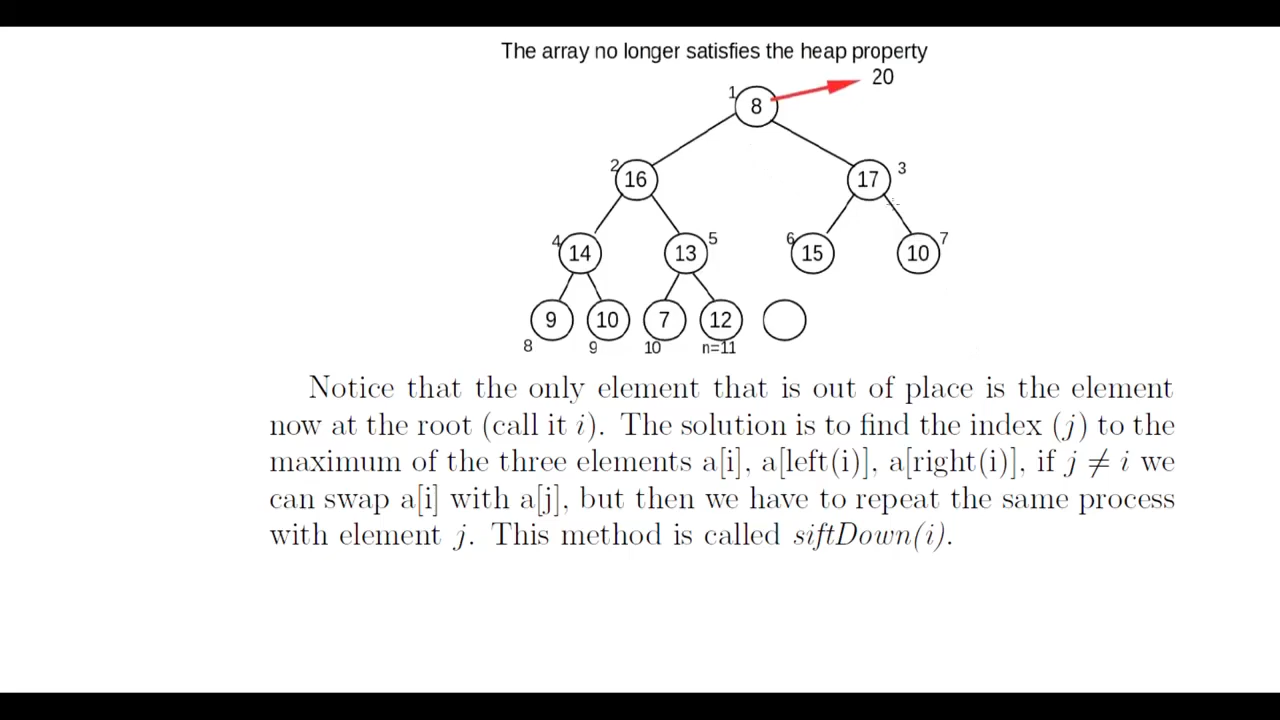 The array no longer satisfies the heap property
20
1 8
2 16 17 3
4 14 13 5 6 15 10 7
9 10 7 12
8 9 10 n=11
Notice that the only element that is out of place is the element
now at the root (call it i). The solution is to find the index (j) to the
maximum of the three elements a[i], a[left(i)], a[right(i)], if j ≠ i we
can swap a[i] with a[j], but then we have to repeat the same process
with element j. This method is called siftDown(i).